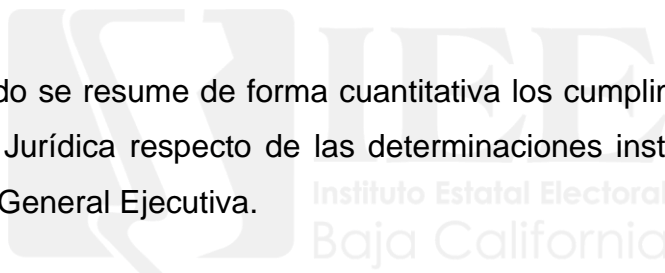 do se resume de forma cuantitativa los cumplin
Jurídica respecto de las determinaciones inst
General Ejecutiva.
IEE
Instituto Estatal Electoral
Baja California